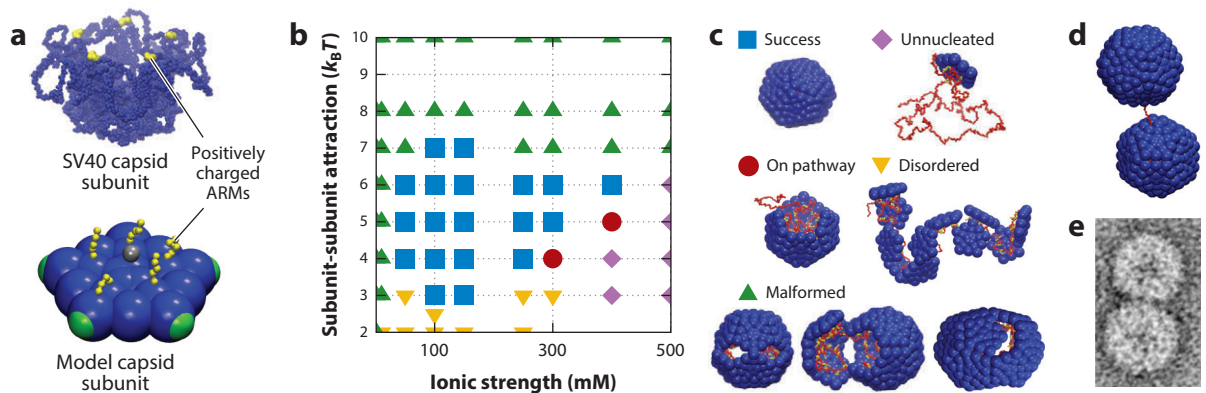 a
SV40 capsid
subunit
Positively
charged
ARMs
Model capsid
subunit
b
Subunit-subunit attraction (kBT)
10
9
8
7
6
5
4
3
2
100
300
500
Ionic strength (mM)
c
Success
Unnucleated
On pathway
Disordered
Malformed
d
e